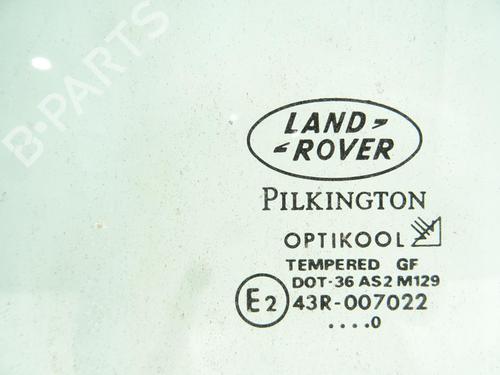 B-PARTS
LAND
ROVER
PILKINGTON
OPTIKOOL
TEMPERED GF
DOT-36 AS2 M129
E2 43R-007022
....0